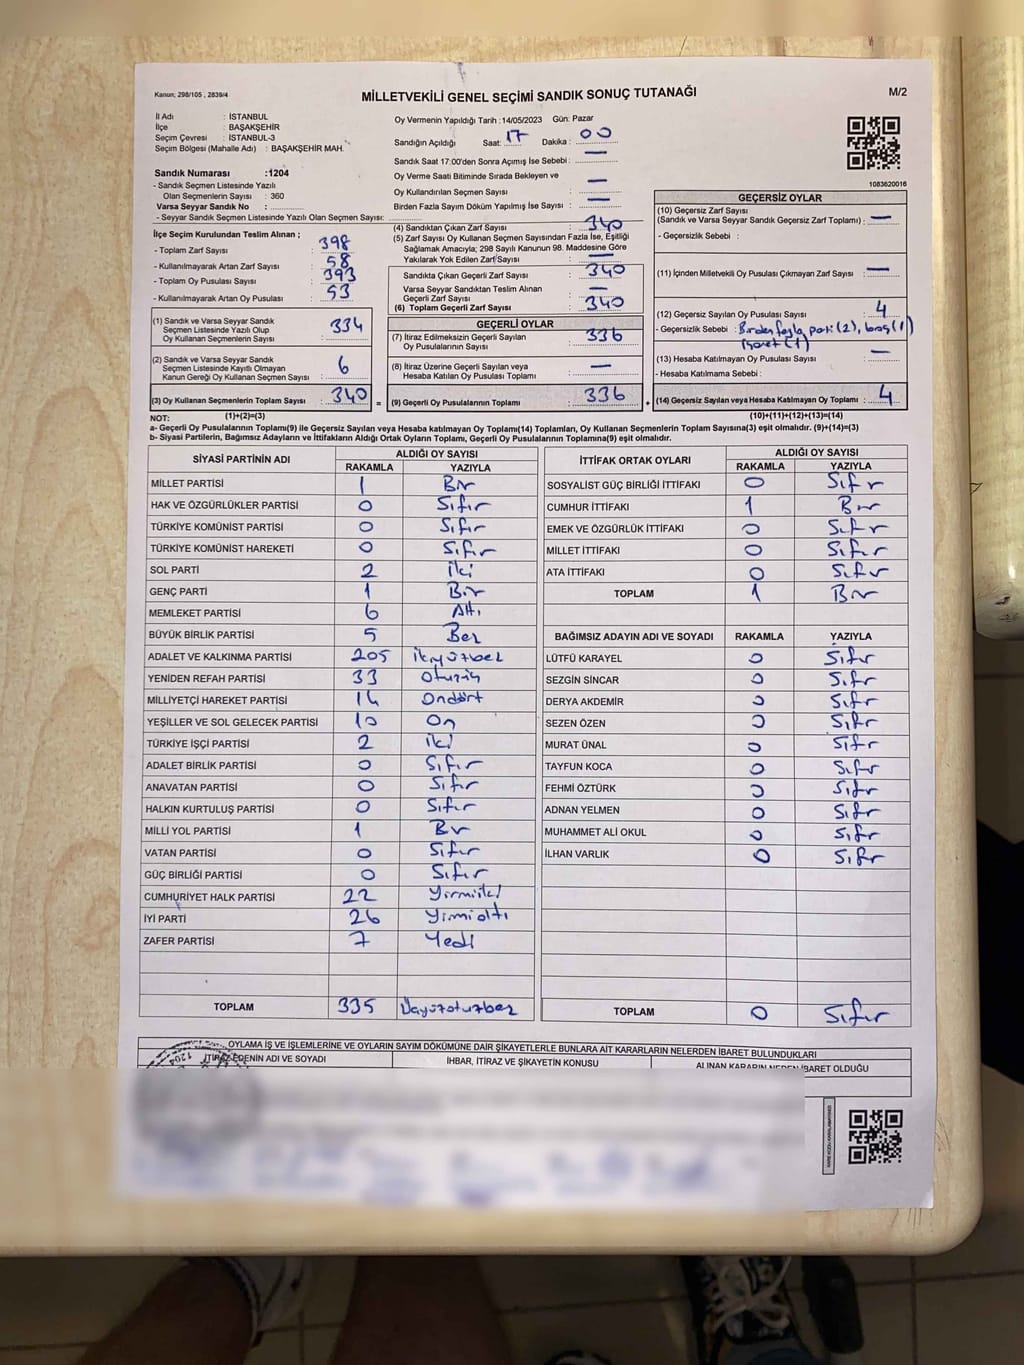 Kanun; 298/105 , 2839/4
MİLLETVEKİLİ GENEL SEÇİMİ SANDIK SONUÇ TUTANAĞI
M/2
İl Adı : İSTANBUL
İlçe : BAŞAKŞEHİR
Seçim Çevresi : İSTANBUL-3
Seçim Bölgesi (Mahalle Adı) : BAŞAKŞEHİR MAH.
Sandık Numarası :1204
- Sandık Seçmen Listesinde Yazılı
Olan Seçmenlerin Sayısı : 360
Varsa Seyyar Sandık No :
- Seyyar Sandık Seçmen Listesinde Yazılı Olan Seçmen Sayısı:
Oy Vermenin Yapıldığı Tarih :14/05/2023 Gün: Pazar
Sandığın Açıldığı Saat: 17 Dakika : 00
Sandık Saat 17:00'den Sonra Açımış İse Sebebi : —
Oy Verme Saati Bitiminde Sırada Bekleyen ve
Oy Kullandırılan Seçmen Sayısı : —
Birden Fazla Sayım Döküm Yapılmış İse Sayısı : —
1083620016
İlçe Seçim Kurulundan Teslim Alınan ;
- Toplam Zarf Sayısı : 398
- Kullanılmayarak Artan Zarf Sayısı : 58
- Toplam Oy Pusulası Sayısı : 393
- Kullanılmayarak Artan Oy Pusulası : 53
(1) Sandık ve Varsa Seyyar Sandık
Seçmen Listesinde Yazılı Olup
Oy Kullanan Seçmenlerin Sayısı : 334
(2) Sandık ve Varsa Seyyar Sandık
Seçmen Listesinde Kayıtlı Olmayan
Kanun Gereği Oy Kullanan Seçmen Sayısı : 6
(3) Oy Kullanan Seçmenlerin Toplam Sayısı : 340 =
(1)+(2)=(3)
(4) Sandıktan Çıkan Zarf Sayısı : 340
(5) Zarf Sayısı Oy Kullanan Seçmen Sayısından Fazla İse, Eşitliği
Sağlamak Amacıyla; 298 Sayılı Kanunun 98. Maddesine Göre
Yakılarak Yok Edilen Zarf Sayısı : —
Sandıkta Çıkan Geçerli Zarf Sayısı : 340
Varsa Seyyar Sandıktan Teslim Alınan
Geçerli Zarf Sayısı : —
(6) Toplam Geçerli Zarf Sayısı : 340
GEÇERLİ OYLAR
(7) İtiraz Edilmeksizin Geçerli Sayılan
Oy Pusulalarının Sayısı : 336
(8) İtiraz Üzerine Geçerli Sayılan veya
Hesaba Katılan Oy Pusulası Toplamı : —
(9) Geçerli Oy Pusulalarının Toplamı : 336 +
GEÇERSİZ OYLAR
(10) Geçersiz Zarf Sayısı
(Sandık ve Varsa Seyyar Sandık Geçersiz Zarf Toplamı) : —
- Geçersizlik Sebebi :
(11) İçinden Milletvekili Oy Pusulası Çıkmayan Zarf Sayısı : —
(12) Geçersiz Sayılan Oy Pusulası Sayısı : 4
- Geçersizlik Sebebi : Birden fazla parti (2), boş (1)
işaret (1)
(13) Hesaba Katılmayan Oy Pusulası Sayısı : —
- Hesaba Katılmama Sebebi :
(14) Geçersiz Sayılan veya Hesaba Katılmayan Oy Toplamı : 4
(10)+(11)+(12)+(13)=(14)
NOT:
a- Geçerli Oy Pusulalarının Toplamı(9) ile Geçersiz Sayılan veya Hesaba katılmayan Oy Toplamı(14) Toplamları, Oy Kullanan Seçmenlerin Toplam Sayısına(3) eşit olmalıdır. (9)+(14)=(3)
b- Siyasi Partilerin, Bağımsız Adayların ve İttifakların Aldığı Ortak Oyların Toplamı, Geçerli Oy Pusulalarının Toplamına(9) eşit olmalıdır.
SİYASİ PARTİNİN ADI ALDIĞI OY SAYISI
RAKAMLA YAZIYLA
MİLLET PARTİSİ 1 Bir
HAK VE ÖZGÜRLÜKLER PARTİSİ 0 Sıfır
TÜRKİYE KOMÜNİST PARTİSİ 0 Sıfır
TÜRKİYE KOMÜNİST HAREKETİ 0 Sıfır
SOL PARTİ 2 İki
GENÇ PARTİ 1 Bir
MEMLEKET PARTİSİ 6 Altı
BÜYÜK BİRLİK PARTİSİ 5 Beş
ADALET VE KALKINMA PARTİSİ 205 İkiyüzbeş
YENİDEN REFAH PARTİSİ 33 Otuzüç
MİLLİYETÇİ HAREKET PARTİSİ 14 Ondört
YEŞİLLER VE SOL GELECEK PARTİSİ 10 On
TÜRKİYE İŞÇİ PARTİSİ 2 İki
ADALET BİRLİK PARTİSİ 0 Sıfır
ANAVATAN PARTİSİ 0 Sıfır
HALKIN KURTULUŞ PARTİSİ 0 Sıfır
MİLLİ YOL PARTİSİ 1 Bir
VATAN PARTİSİ 0 Sıfır
GÜÇ BİRLİĞİ PARTİSİ 0 Sıfır
CUMHURİYET HALK PARTİSİ 22 Yirmiiki
İYİ PARTİ 26 Yirmialtı
ZAFER PARTİSİ 7 Yedi
TOPLAM 335 Üçyüzotuzbeş
İTTİFAK ORTAK OYLARI ALDIĞI OY SAYISI
RAKAMLA YAZIYLA
SOSYALİST GÜÇ BİRLİĞİ İTTİFAKI 0 Sıfır
CUMHUR İTTİFAKI 1 Bir
EMEK VE ÖZGÜRLÜK İTTİFAKI 0 Sıfır
MİLLET İTTİFAKI 0 Sıfır
ATA İTTİFAKI 0 Sıfır
TOPLAM 1 Bir
BAĞIMSIZ ADAYIN ADI VE SOYADI RAKAMLA YAZIYLA
LÜTFÜ KARAYEL 0 Sıfır
SEZGİN SİNCAR 0 Sıfır
DERYA AKDEMİR 0 Sıfır
SEZEN ÖZEN 0 Sıfır
MURAT ÜNAL 0 Sıfır
TAYFUN KOCA 0 Sıfır
FEHMİ ÖZTÜRK 0 Sıfır
ADNAN YELMEN 0 Sıfır
MUHAMMET ALİ OKUL 0 Sıfır
İLHAN VARLIK 0 Sıfır
TOPLAM 0 Sıfır
OYLAMA İŞ VE İŞLEMLERİNE VE OYLARIN SAYIM DÖKÜMÜNE DAİR ŞİKAYETLERLE BUNLARA AİT KARARLARIN NELERDEN İBARET BULUNDUKLARI
İTİRAZ EDENİN ADI VE SOYADI İHBAR, İTİRAZ VE ŞİKAYETİN KONUSU ALINAN KARARIN NEDEN İBARET OLDUĞU
1204